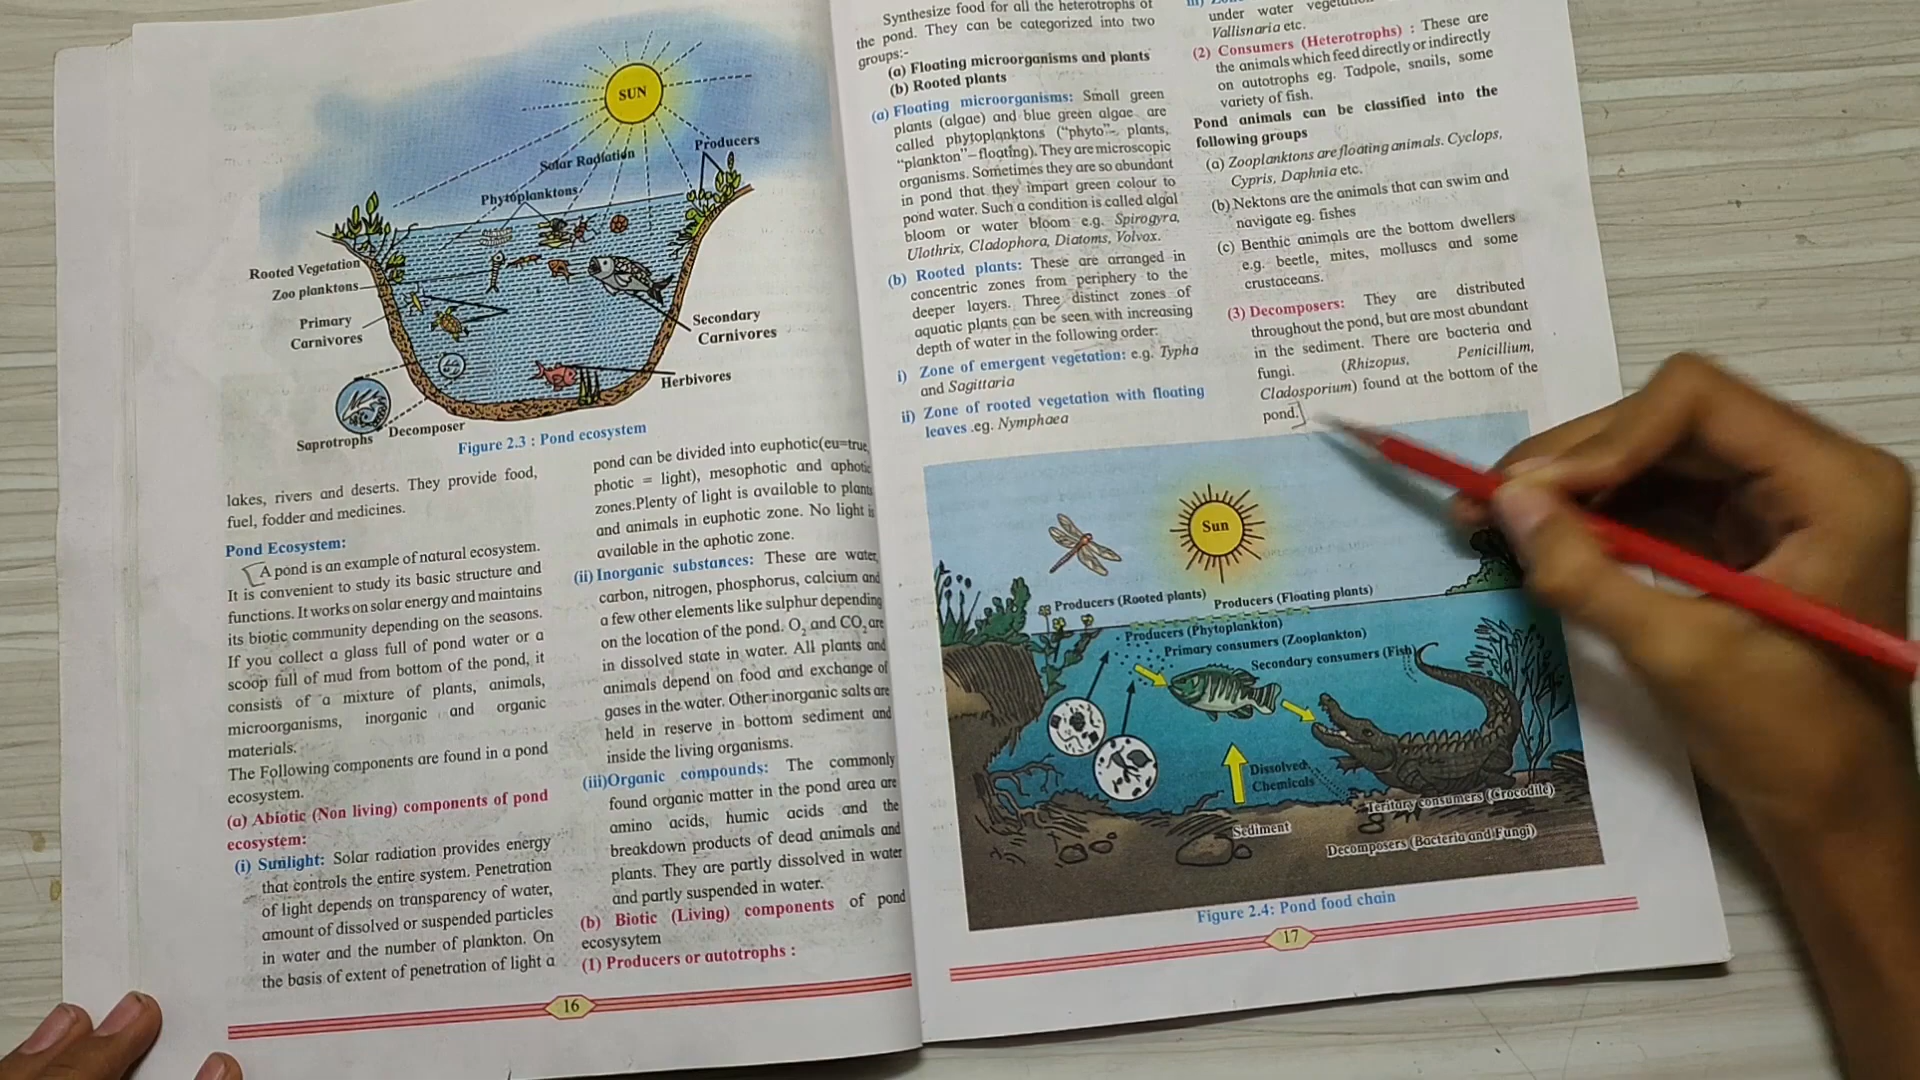 SUN
Solar Radiation
Producers
Phytoplanktons
Rooted Vegetation
Zoo planktons
Primary
Carnivores
Secondary
Carnivores
Herbivores
Saprotrophs
Decomposer
Figure 2.3 : Pond ecosystem
lakes, rivers and deserts. They provide food,
fuel, fodder and medicines.
Pond Ecosystem:
A pond is an example of natural ecosystem.
It is convenient to study its basic structure and
functions. It works on solar energy and maintains
its biotic community depending on the seasons.
If you collect a glass full of pond water or a
scoop full of mud from bottom of the pond, it
consists of a mixture of plants, animals,
microorganisms, inorganic and organic
materials.
The Following components are found in a pond
ecosystem.
(a) Abiotic (Non living) components of pond
ecosystem:
(i) Sunlight: Solar radiation provides energy
that controls the entire system. Penetration
of light depends on transparency of water,
amount of dissolved or suspended particles
in water and the number of plankton. On
the basis of extent of penetration of light a
pond can be divided into euphotic(eu=true,
photic = light), mesophotic and aphotic
zones.Plenty of light is available to plants
and animals in euphotic zone. No light is
available in the aphotic zone.
(ii) Inorganic substances: These are water,
carbon, nitrogen, phosphorus, calcium and
a few other elements like sulphur depending
on the location of the pond. O₂ and CO₂ are
in dissolved state in water. All plants and
animals depend on food and exchange of
gases in the water. Other inorganic salts are
held in reserve in bottom sediment and
inside the living organisms.
(iii)Organic compounds: The commonly
found organic matter in the pond area are
amino acids, humic acids and the
breakdown products of dead animals and
plants. They are partly dissolved in water
and partly suspended in water.
(b) Biotic (Living) components of pond
ecosysytem
(1) Producers or autotrophs :
16
Synthesize food for all the heterotrophs of
the pond. They can be categorized into two
groups:-
(a) Floating microorganisms and plants
(b) Rooted plants
(a) Floating microorganisms: Small green
plants (algae) and blue green algae are
called phytoplanktons ("phyto"- plants,
"plankton"–floating). They are microscopic
organisms. Sometimes they are so abundant
in pond that they impart green colour to
pond water. Such a condition is called algal
bloom or water bloom e.g. Spirogyra,
Ulothrix, Cladophora, Diatoms, Volvox.
(b) Rooted plants: These are arranged in
concentric zones from periphery to the
deeper layers. Three distinct zones of
aquatic plants can be seen with increasing
depth of water in the following order:
i) Zone of emergent vegetation: e.g. Typha
and Sagittaria
ii) Zone of rooted vegetation with floating
leaves .eg. Nymphaea
under water
Vallisnaria etc.
(2) Consumers (Heterotrophs) : These are
the animals which feed directly or indirectly
on autotrophs eg. Tadpole, snails, some
variety of fish.
Pond animals can be classified into the
following groups
(a) Zooplanktons are floating animals. Cyclops,
Cypris, Daphnia etc.
(b) Nektons are the animals that can swim and
navigate eg. fishes
(c) Benthic animals are the bottom dwellers
e.g. beetle, mites, molluscs and some
crustaceans.
(3) Decomposers: They are distributed
throughout the pond, but are most abundant
in the sediment. There are bacteria and
fungi. (Rhizopus, Penicillium,
Cladosporium) found at the bottom of the
pond.
Sun
Producers (Rooted plants)
Producers (Floating plants)
Producers (Phytoplankton)
Primary consumers (Zooplankton)
Secondary consumers (Fish)
Dissolved
Chemicals
Teritary consumers (Crocodile)
Sediment
Decomposers (Bacteria and Fungi)
Figure 2.4: Pond food chain
17